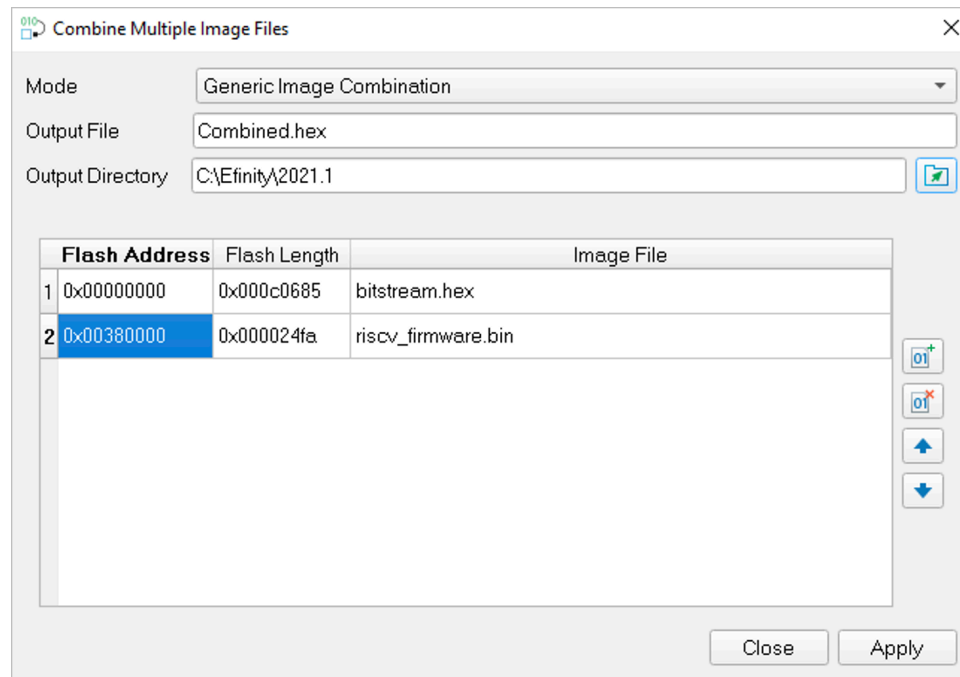 Combine Multiple Image Files
Mode Generic Image Combination
Output File Combined.hex
Output Directory C:\Efinity\2021.1
Flash Address Flash Length Image File
1 0x00000000 0x000c0685 bitstream.hex
2 0x00380000 0x000024fa riscv_firmware.bin
Close Apply